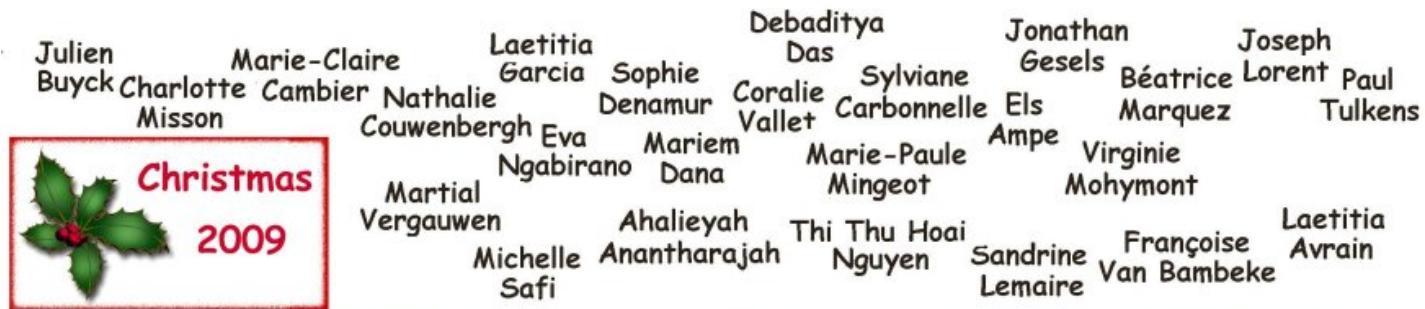 Julien
Buyck
Charlotte
Misson
Marie-Claire
Cambier
Nathalie
Couwenbergh
Laetitia
Garcia
Eva
Ngabirano
Sophie
Denamur
Mariem
Dana
Debaditya
Das
Coralie
Vallet
Sylviane
Carbonnelle
Marie-Paule
Mingeot
Jonathan
Gesels
Els
Ampe
Béatrice
Marquez
Virginie
Mohymont
Joseph
Lorent
Paul
Tulkens
Christmas
2009
Martial
Vergauwen
Michelle
Safi
Ahalieyah
Anantharajah
Thi Thu Hoai
Nguyen
Sandrine
Lemaire
Françoise
Van Bambeke
Laetitia
Avrain